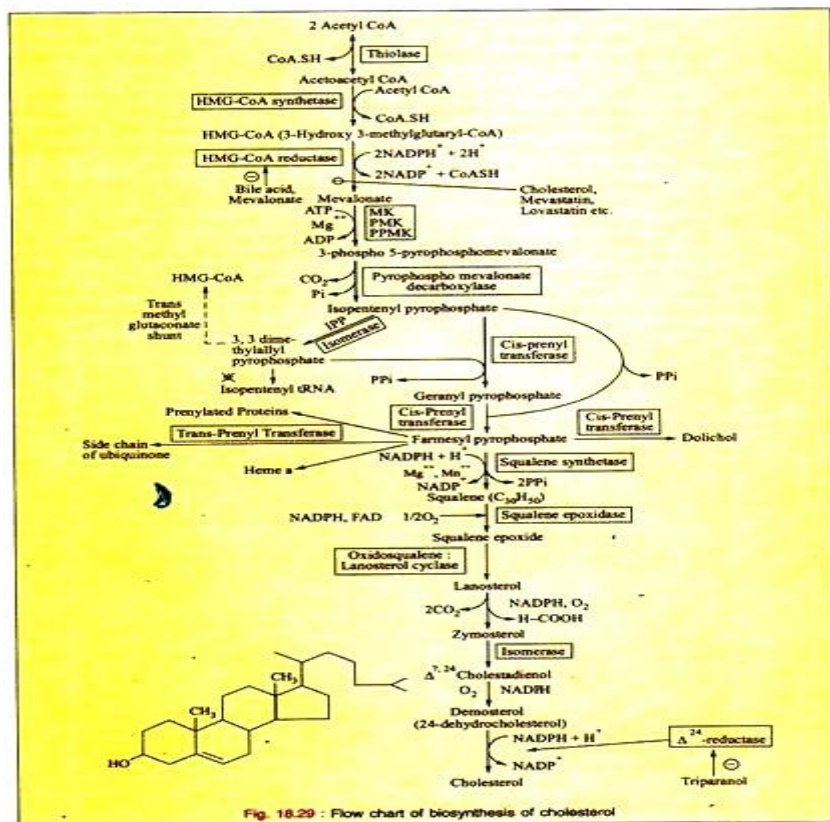 2 Acetyl CoA
CoA.SH
Thiolase
Acetoacetyl CoA
Acetyl CoA
HMG-CoA synthetase
CoA.SH
HMG-CoA (3-Hydroxy 3-methylglutaryl-CoA)
HMG-CoA reductase
2NADPH⁺ + 2H⁺
2NADP⁺ + CoASH
⊖
Bile acid,
Mevalonate
⊖
Cholesterol,
Mevastatin,
Lovastatin etc.
Mevalonate
ATP
Mg⁺⁺
ADP
MK
PMK
PPMK
3-phospho 5-pyrophosphomevalonate
HMG-CoA
CO₂
Pi
Pyrophospho mevalonate
decarboxylase
Isopentenyl pyrophosphate
Trans
methyl
glutaconate
shunt
IPP
Isomerase
3, 3 dime-
thylallyl
pyrophosphate
Cis-prenyl
transferase
PPi
PPi
Isopentenyl tRNA
Geranyl pyrophosphate
Prenylated Proteins
Cis-Prenyl
transferase
Cis-Prenyl
transferase
Trans-Prenyl Transferase
Farmesyl pyrophosphate
Dolichol
Side chain
of ubiquinone
Heme a
NADPH + H⁺
Mg⁺⁺, Mn⁺⁺
NADP⁺
Squalene synthetase
2PPi
Squalene (C₃₀H₅₀)
NADPH, FAD 1/2O₂
Squalene epoxidase
Squalene epoxide
Oxidosqualene :
Lanosterol cyclase
Lanosterol
2CO₂
NADPH, O₂
H-COOH
Zymosterol
Isomerase
Δ⁷,²⁴ Cholestadienol
O₂ NADPH
Demosterol
(24-dehydrocholesterol)
NADPH + H⁺
NADP⁺
Δ²⁴-reductase
⊖
Triparanol
Cholesterol
CH₃
CH₃
HO
Fig. 18.29 : Flow chart of biosynthesis of cholesterol